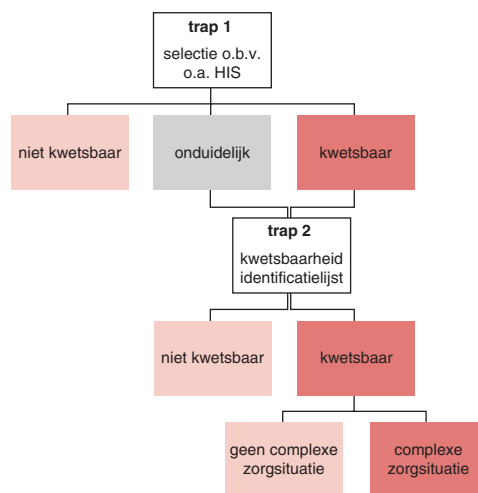 trap 1
selectie o.b.v.
o.a. HIS
niet kwetsbaar
onduidelijk
kwetsbaar
trap 2
kwetsbaarheid
identificatielijst
niet kwetsbaar
kwetsbaar
geen complexe
zorgsituatie
complexe
zorgsituatie